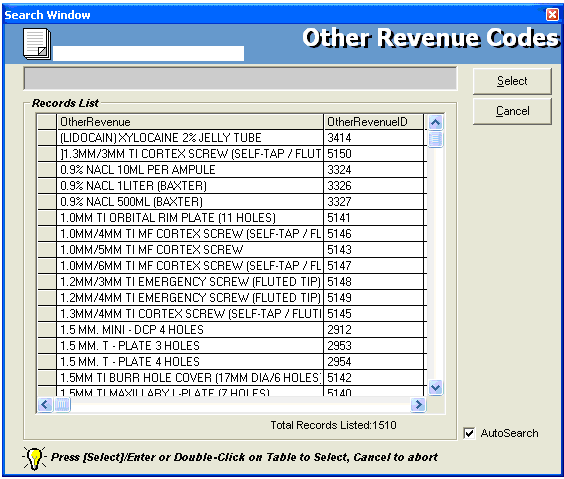 Search Window
Other Revenue Codes
Select
Cancel
Records List
OtherRevenue OtherRevenueID
(LIDOCAIN) XYLOCAINE 2% JELLY TUBE 3414
]1.3MM/3MM TI CORTEX SCREW (SELF-TAP / FLUT 5150
0.9% NACL 10ML PER AMPULE 3324
0.9% NACL 1LITER (BAXTER) 3326
0.9% NACL 500ML (BAXTER) 3327
1.0MM TI ORBITAL RIM PLATE (11 HOLES) 5141
1.0MM/4MM TI MF CORTEX SCREW (SELF-TAP / FL 5146
1.0MM/5MM TI MF CORTEX SCREW 5143
1.0MM/6MM TI MF CORTEX SCREW (SELF-TAP / FL 5147
1.2MM/3MM TI EMERGENCY SCREW (FLUTED TIP) 5148
1.2MM/4MM TI EMERGENCY SCREW (FLUTED TIP) 5149
1.3MM/4MM TI CORTEX SCREW (SELF-TAP / FLUTI 5145
1.5 MM. MINI - DCP 4 HOLES 2912
1.5 MM. T - PLATE 3 HOLES 2953
1.5 MM. T - PLATE 4 HOLES 2954
1.5MM TI BURR HOLE COVER (17MM DIA/6 HOLES) 5142
1.5MM TI MAXILLARY L-PLATE (7 HOLES) 5140
Total Records Listed:1510
AutoSearch
Press [Select]/Enter or Double-Click on Table to Select, Cancel to abort